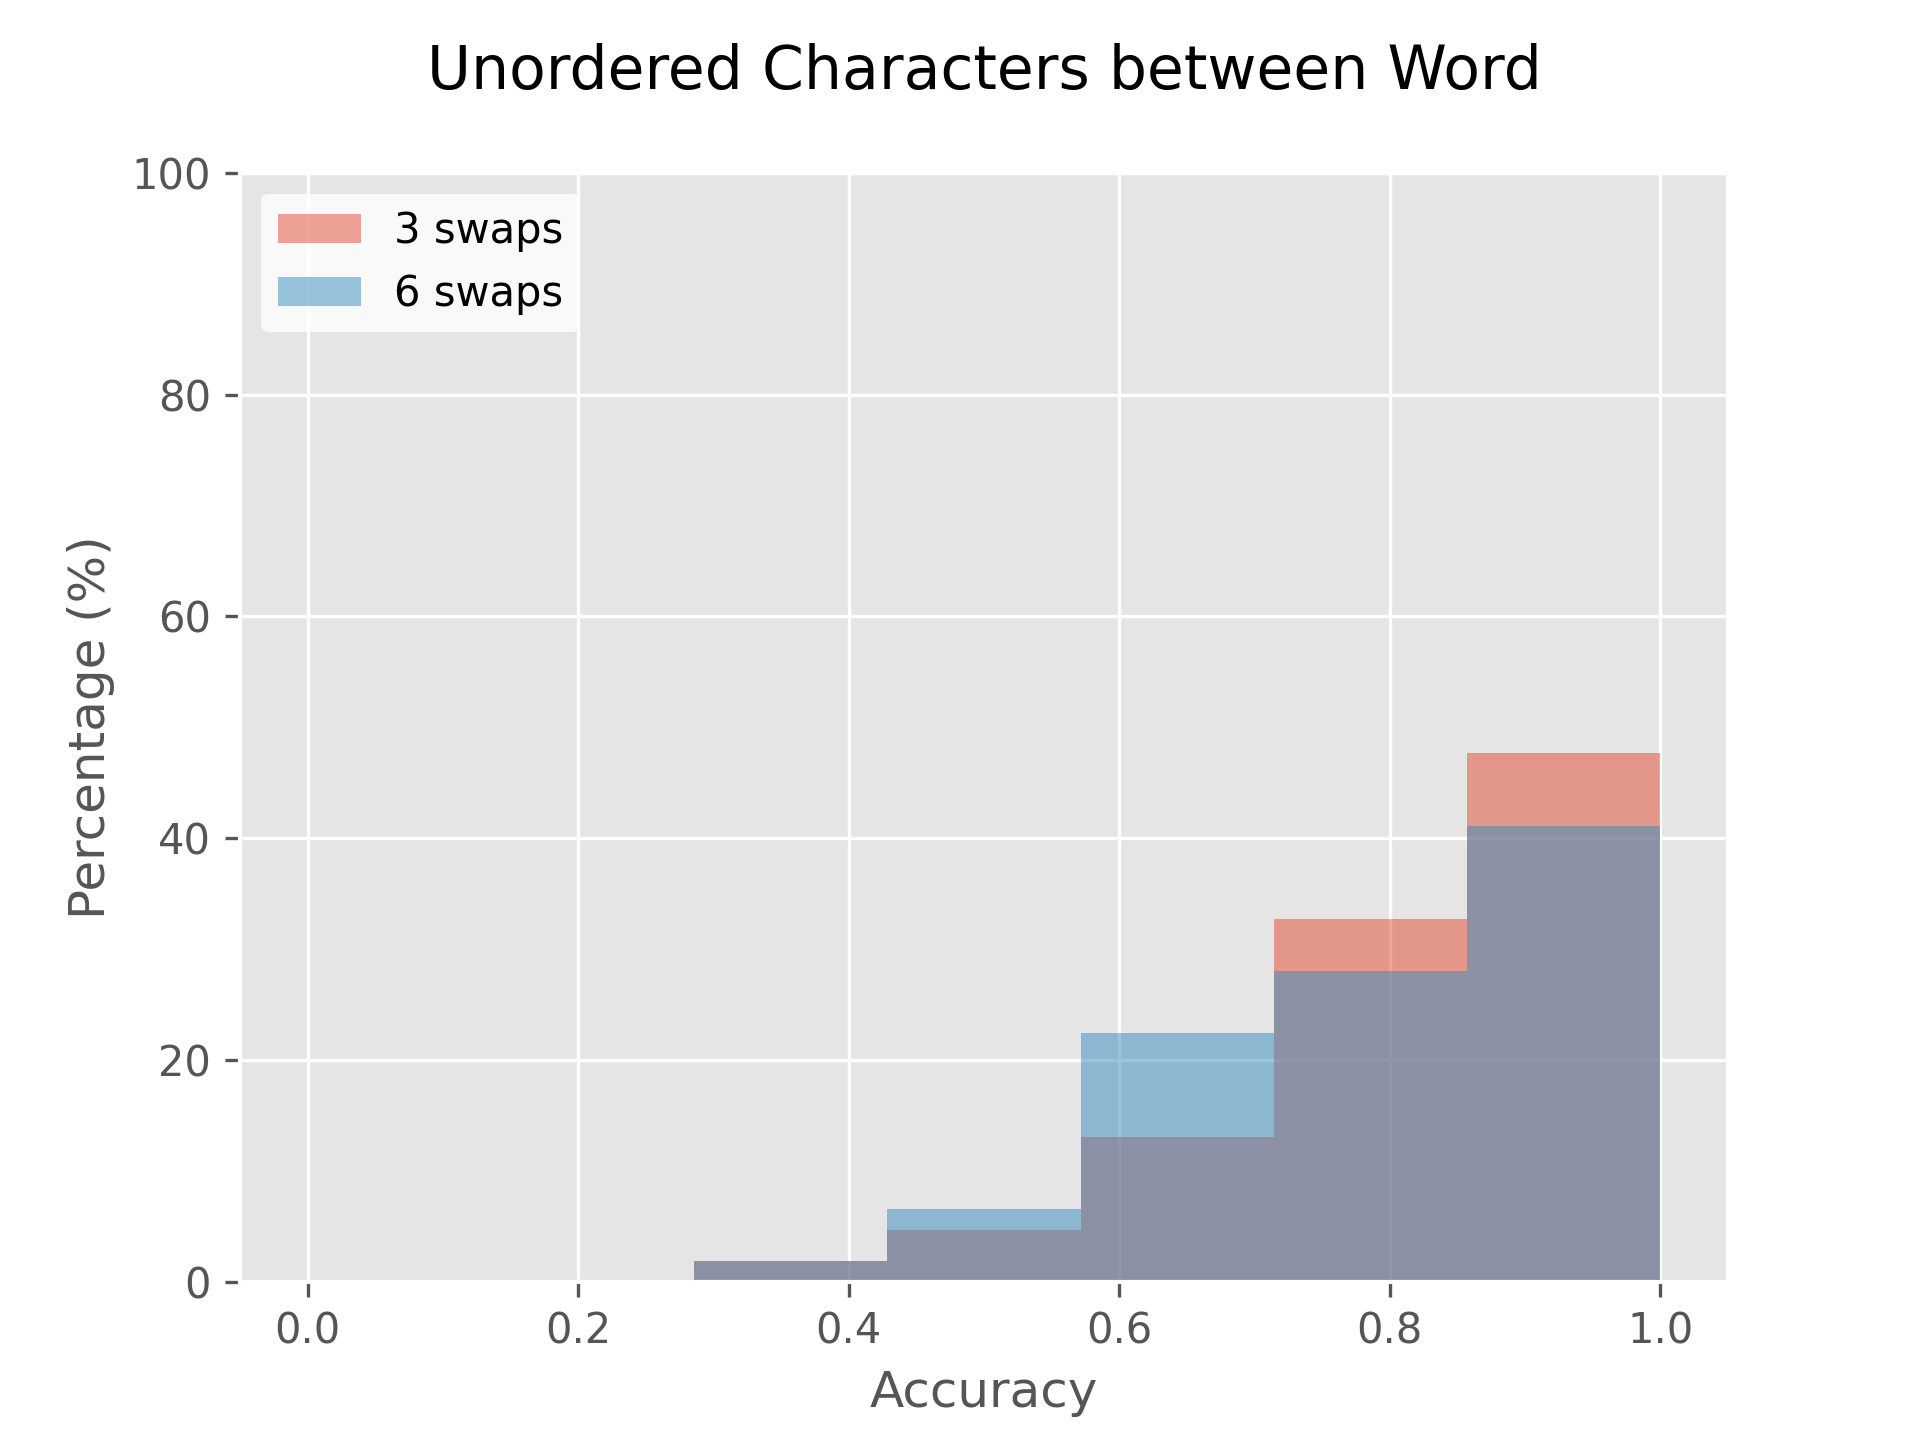 Unordered Characters between Word
100
80
60
40
20
0
Percentage (%)
3 swaps
6 swaps
0.0 0.2 0.4 0.6 0.8 1.0
Accuracy